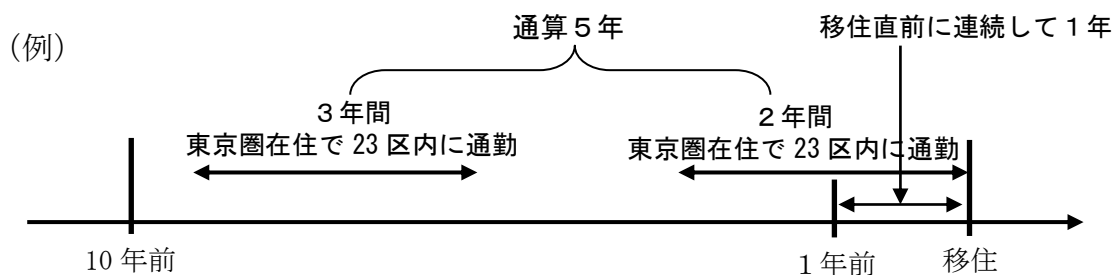 （例）
通算５年
移住直前に連続して１年
３年間
東京圏在住で 23 区内に通勤
２年間
東京圏在住で 23 区内に通勤
10 年前
１年前
移住